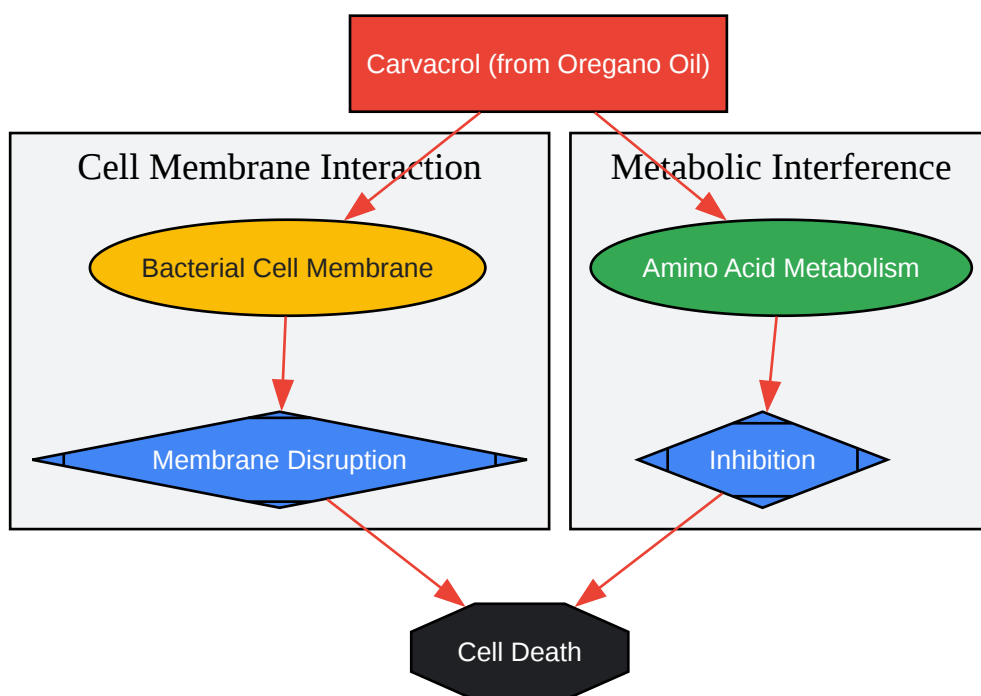 Carvacrol (from Oregano Oil)
Cell Membrane Interaction
Metabolic Interference
Bacterial Cell Membrane
Amino Acid Metabolism
Membrane Disruption
Inhibition
Cell Death